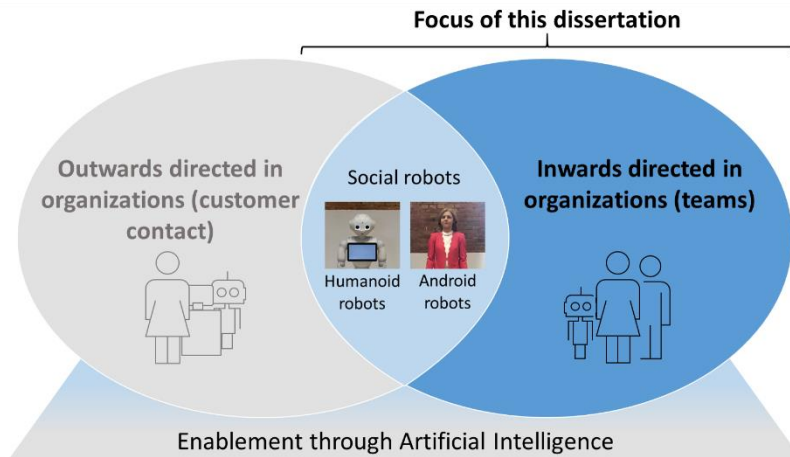 Focus of this dissertation
Outwards directed in
organizations (customer
contact)
Social robots
Humanoid
robots
Android
robots
Inwards directed in
organizations (teams)
Enablement through Artificial Intelligence